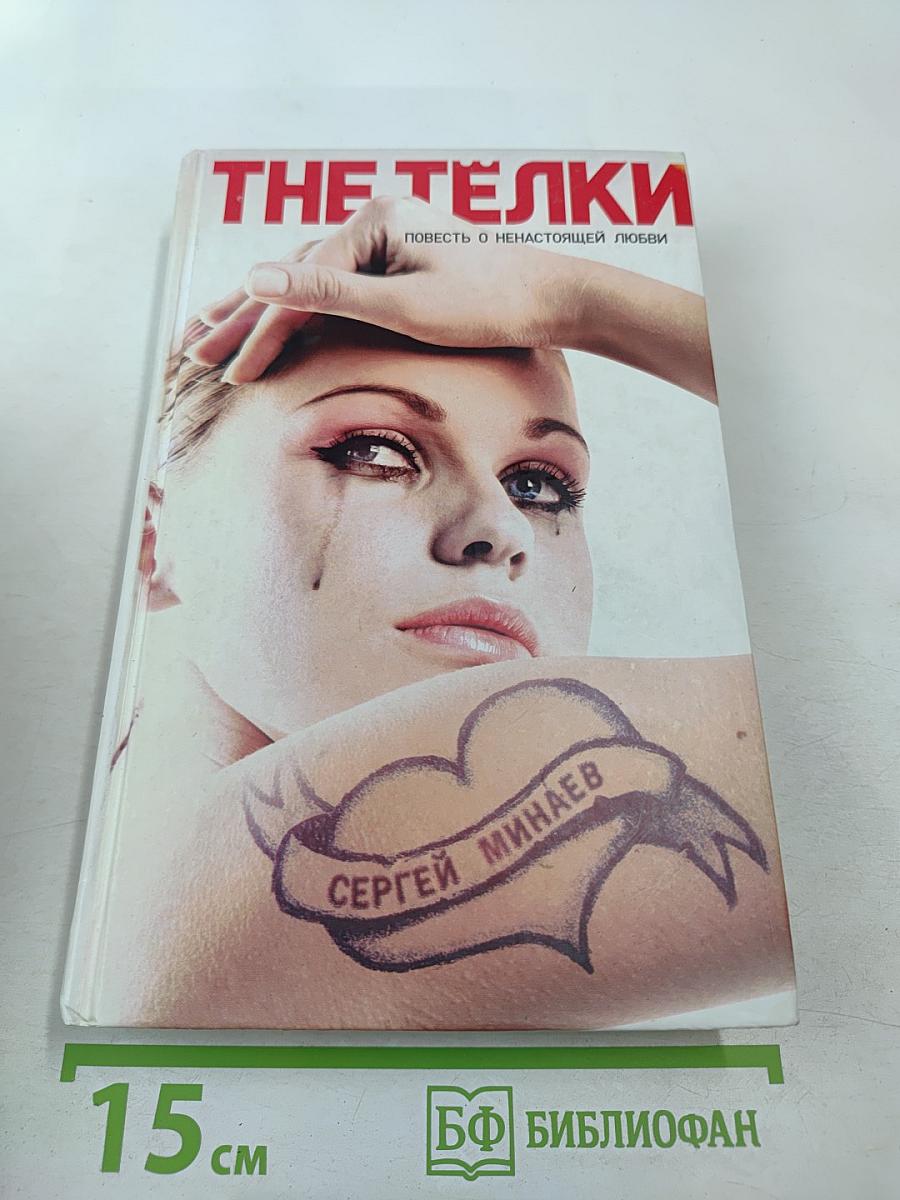 THE ТЁЛКИ
ПОВЕСТЬ О НЕНАСТОЯЩЕЙ ЛЮБВИ
СЕРГЕЙ МИНАЕВ
15 см
БФ БИБЛИОФАН